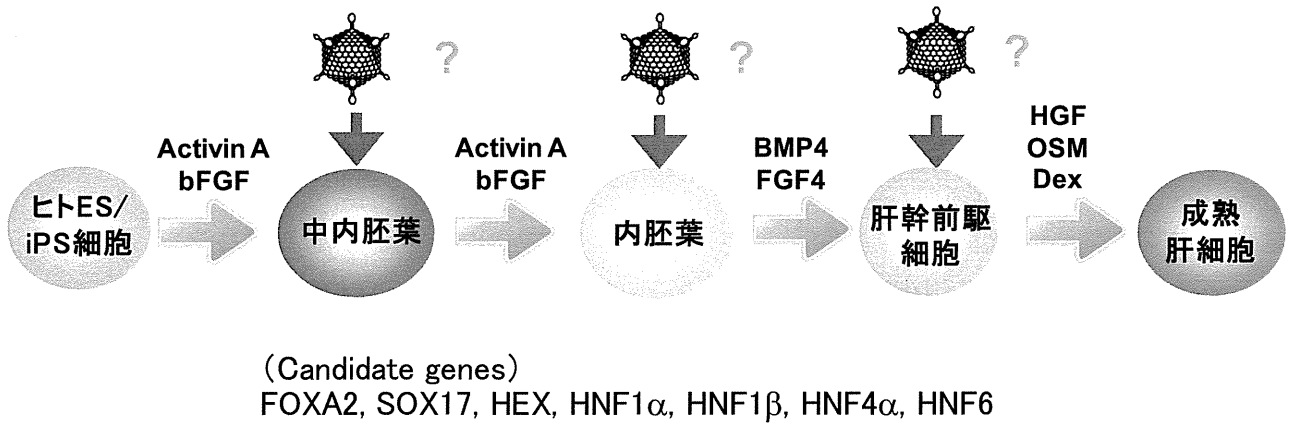 ?
?
?
Activin A
bFGF
Activin A
bFGF
BMP4
FGF4
HGF
OSM
Dex
ヒトES/
iPS細胞
中内胚葉
内胚葉
肝幹前駆
細胞
成熟
肝細胞
(Candidate genes)
FOXA2, SOX17, HEX, HNF1α, HNF1β, HNF4α, HNF6